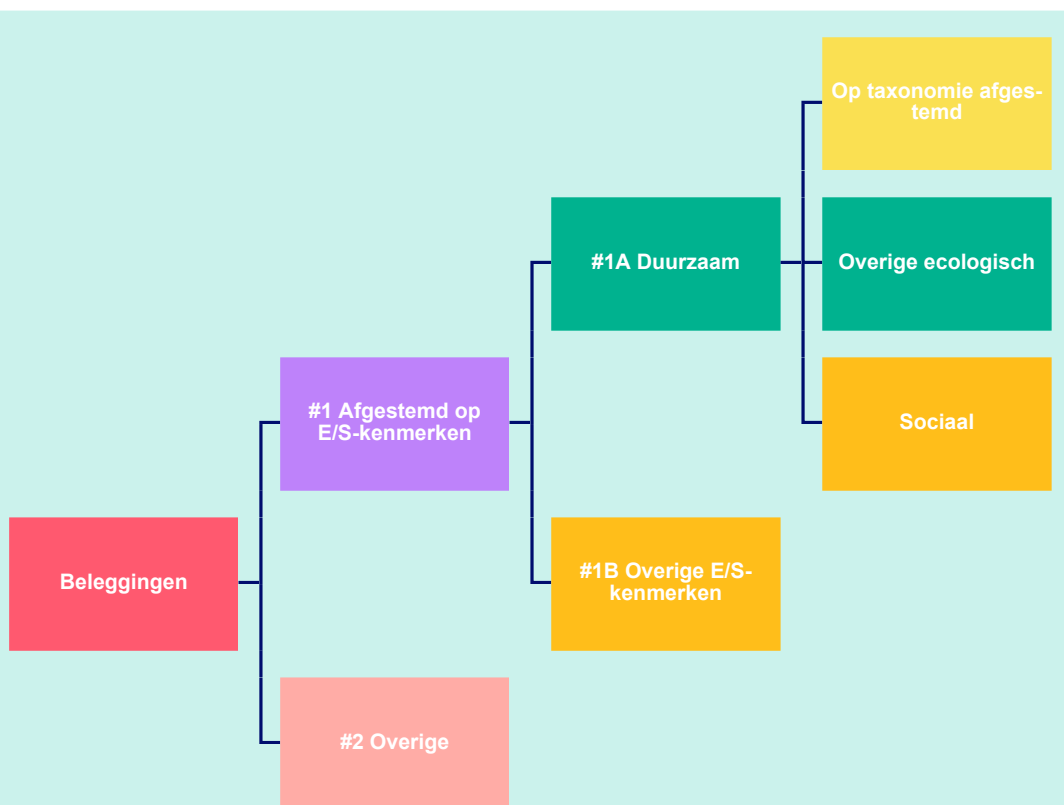 Op taxonomie afges-
temd
#1A Duurzaam
Overige ecologisch
#1 Afgestemd op
E/S-kenmerken
Sociaal
Beleggingen
#1B Overige E/S-
kenmerken
#2 Overige